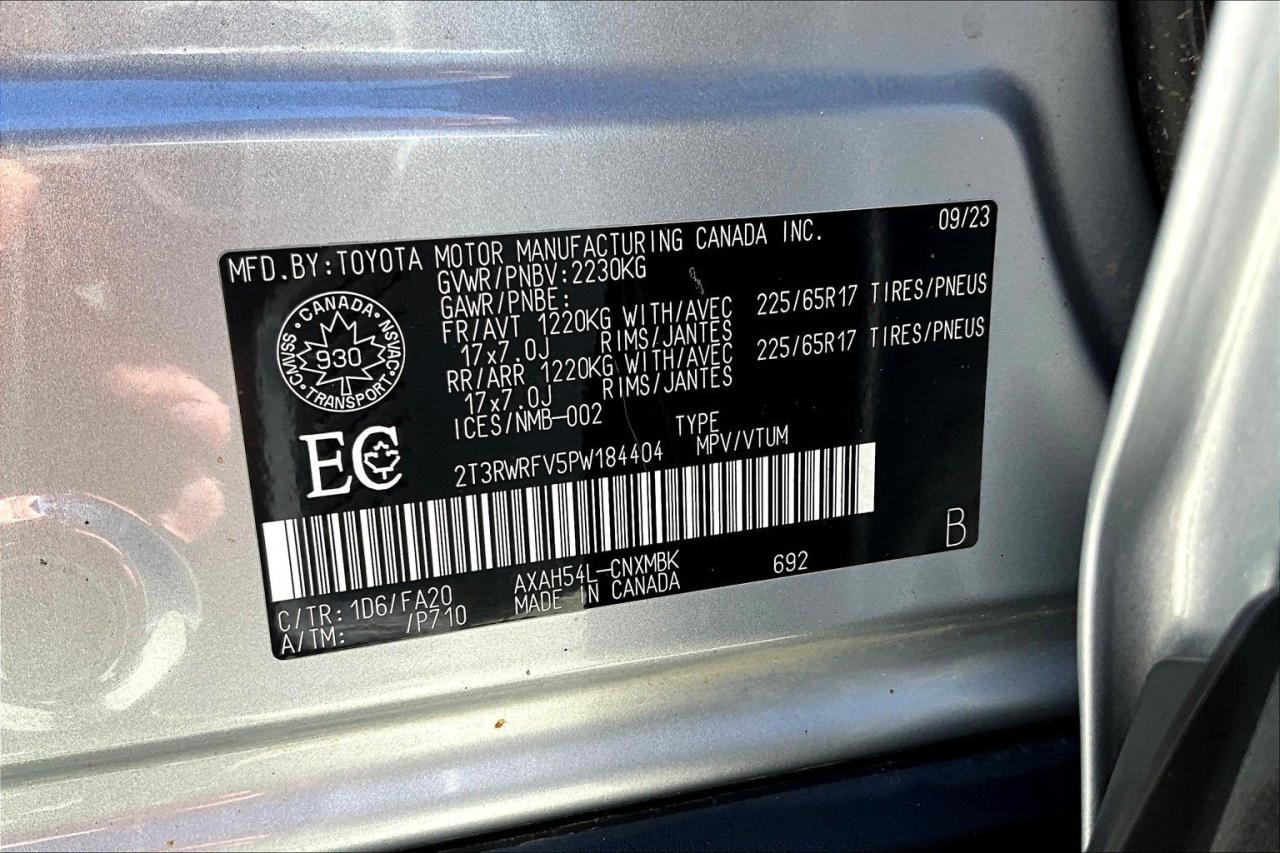 MFD.BY:TOYOTA MOTOR MANUFACTURING CANADA INC. 09/23
GVWR/PNBV:2230KG
GAWR/PNBE:
FR/AVT 1220KG WITH/AVEC 225/65R17 TIRES/PNEUS
17x7.0J RIMS/JANTES
RR/ARR 1220KG WITH/AVEC 225/65R17 TIRES/PNEUS
17x7.0J RIMS/JANTES
ICES/NMB-002
CANADA · NSVAC · TRANSPORT · CMVSS ·
930
EC
TYPE
2T3RWRFV5PW184404 MPV/VTUM
B
C/TR: 1D6/FA20 AXAH54L-CNXMBK 692
A/TM: /P710 MADE IN CANADA